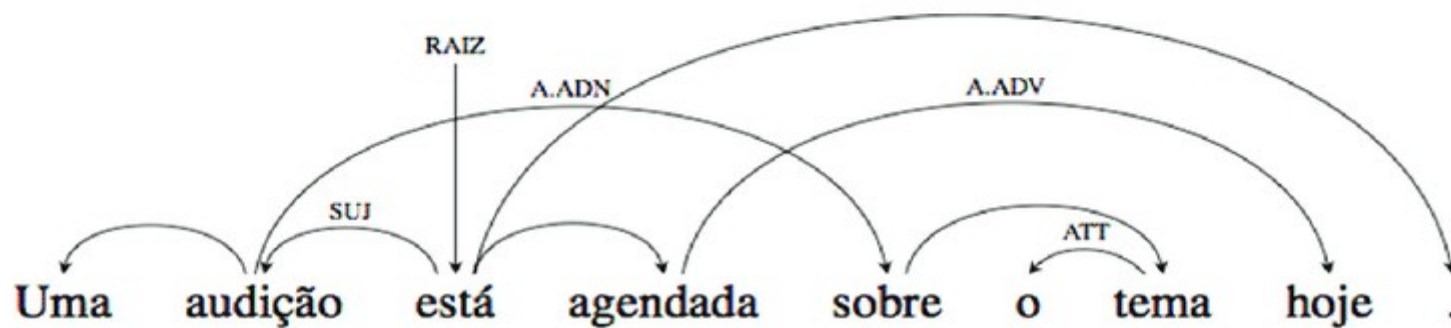 RAIZ
A.ADN A.ADV
SUJ
ATT
Uma audição está agendada sobre o tema hoje .